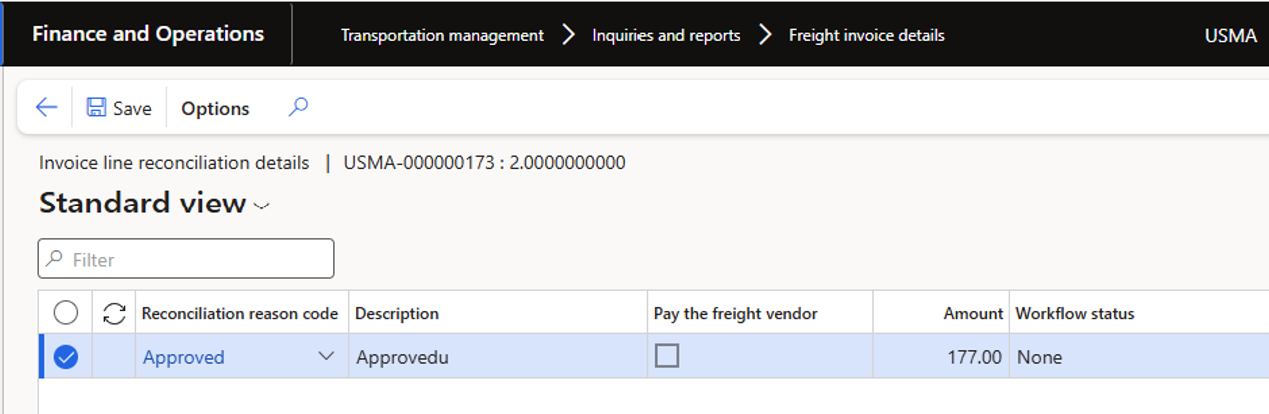 Finance and Operations Transportation management Inquiries and reports Freight invoice details USMA
Save Options
Invoice line reconciliation details | USMA-000000173 : 2.0000000000
Standard view
Filter
Reconciliation reason code Description Pay the freight vendor Amount Workflow status
Approved Approvedu 177.00 None